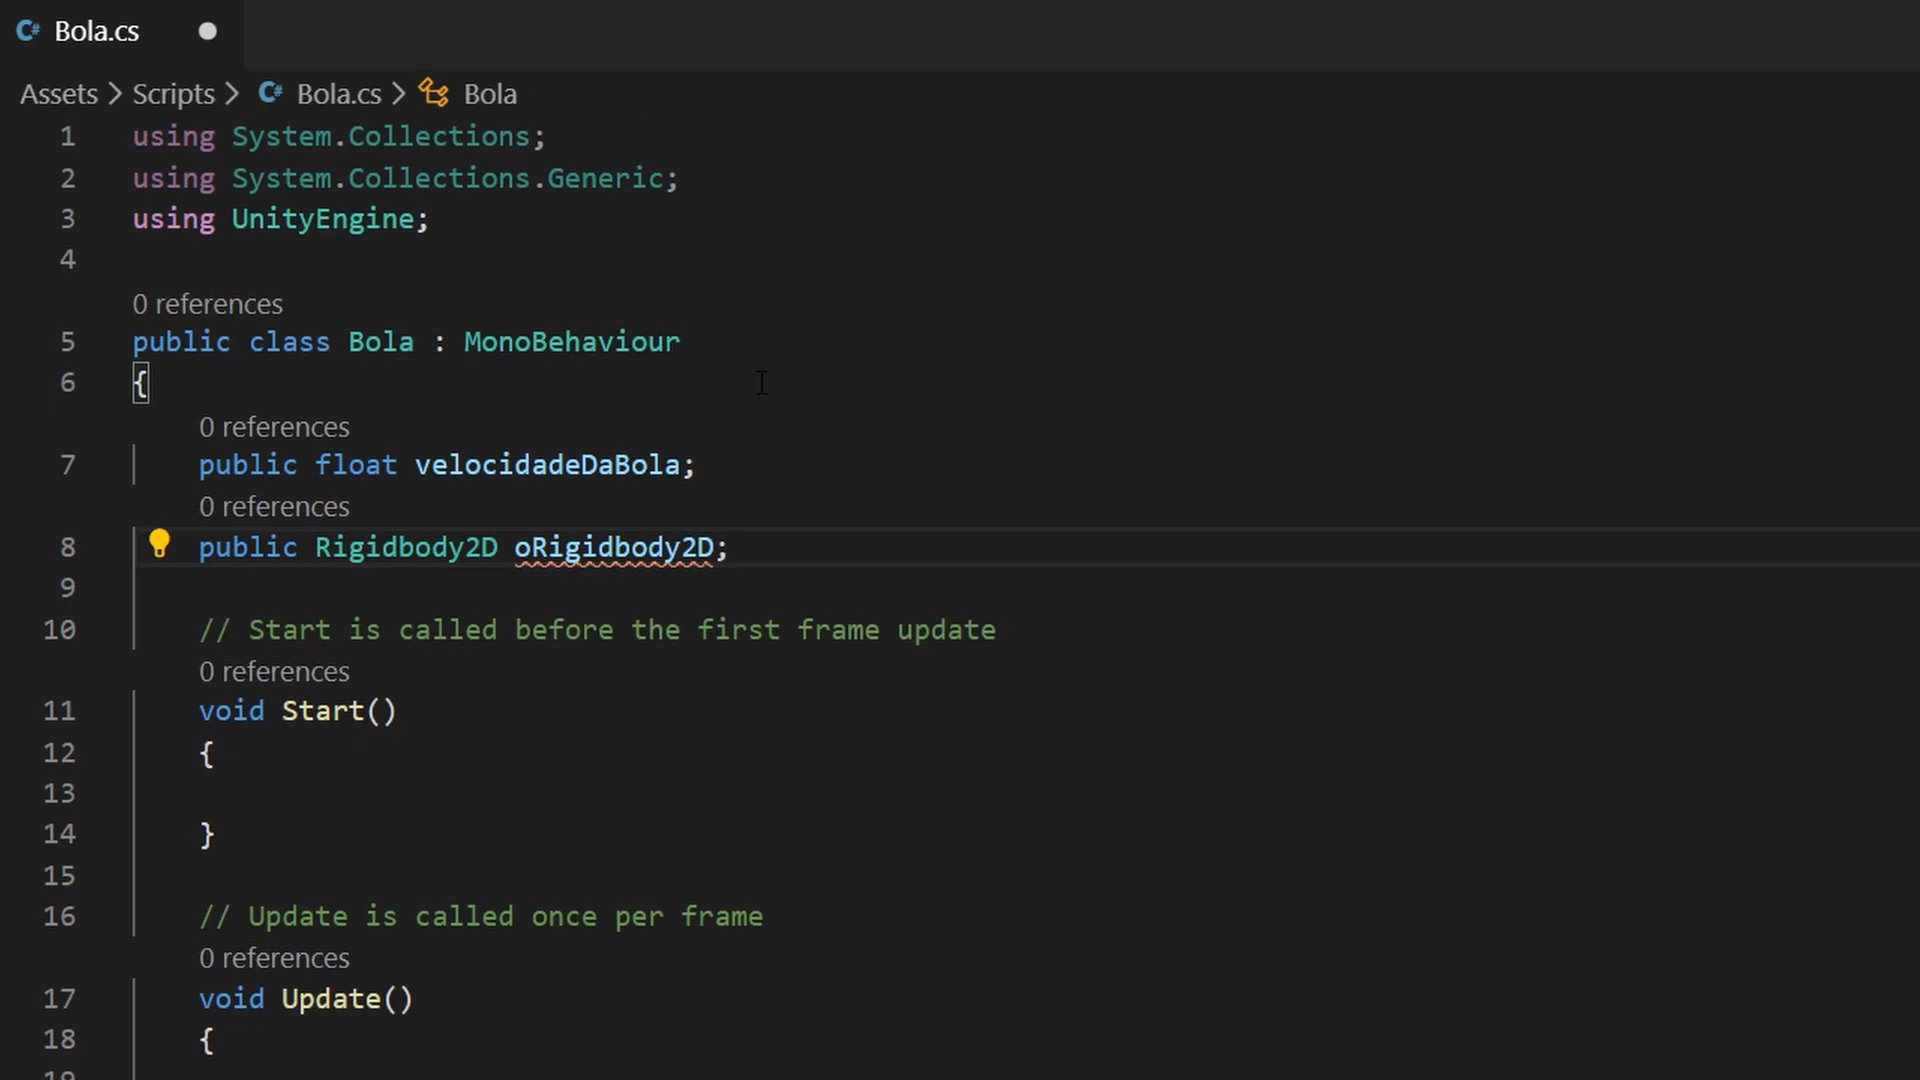 Bola.cs
Assets > Scripts > Bola.cs > Bola
1 using System.Collections;
2 using System.Collections.Generic;
3 using UnityEngine;
4
0 references
5 public class Bola : MonoBehaviour
6 {
0 references
7 public float velocidadeDaBola;
0 references
8 public Rigidbody2D oRigidbody2D;
9
10 // Start is called before the first frame update
0 references
11 void Start()
12 {
13
14 }
15
16 // Update is called once per frame
0 references
17 void Update()
18 {
19